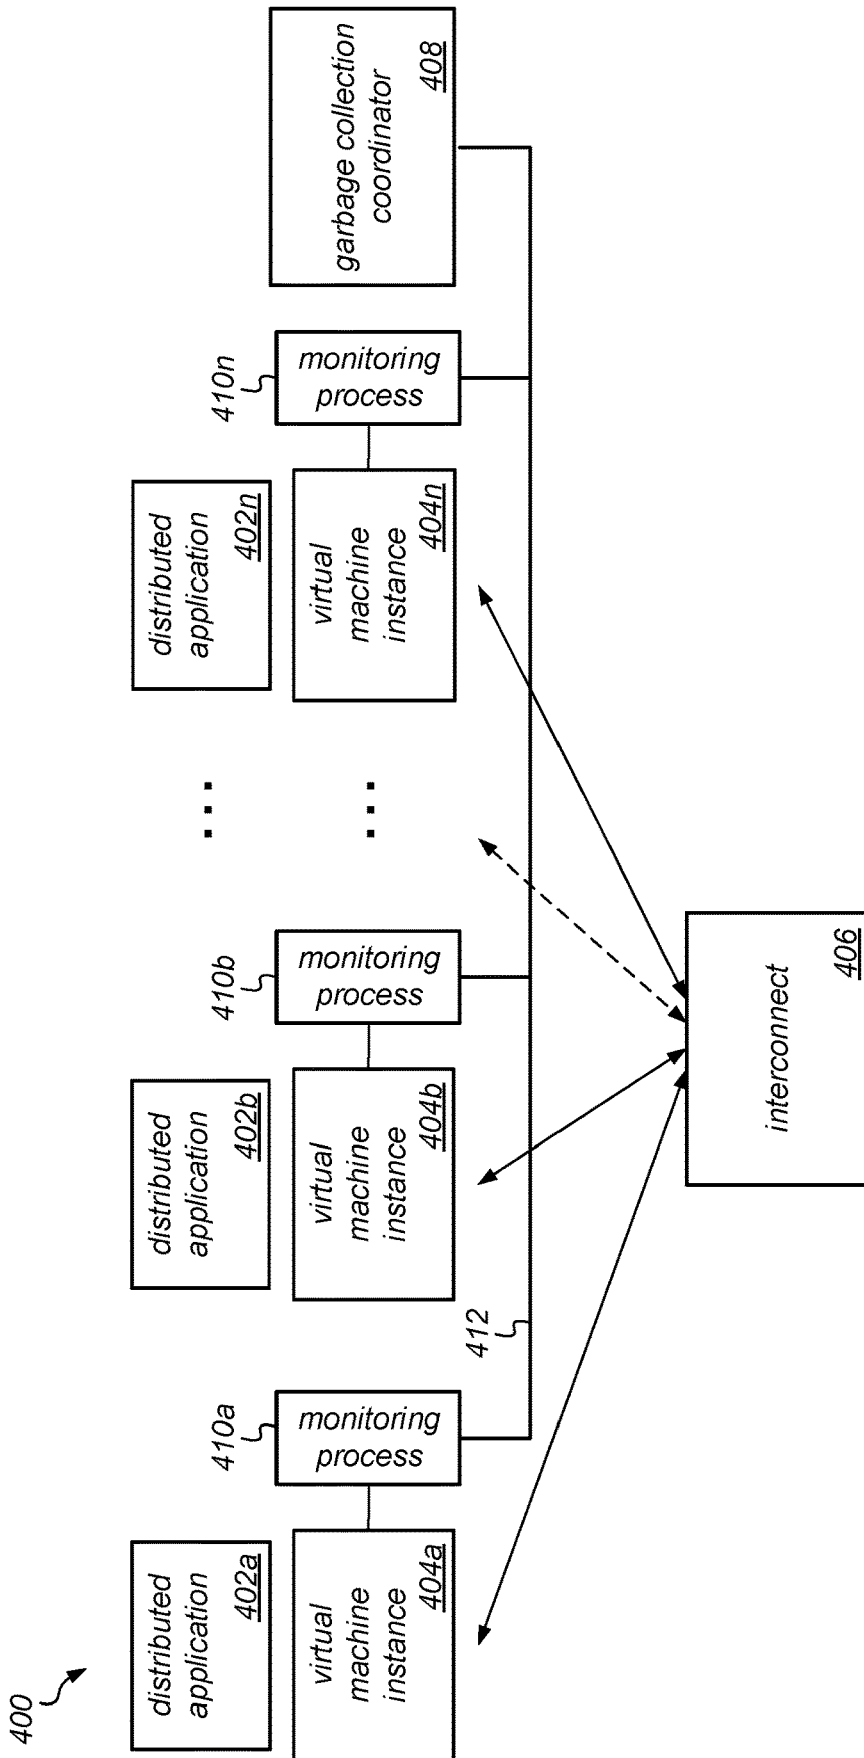 400
distributed
application
402a
virtual
machine
instance
404a
410a
monitoring
process
412
distributed
application
402b
virtual
machine
instance
404b
410b
monitoring
process
...
...
distributed
application
402n
virtual
machine
instance
404n
410n
monitoring
process
garbage collection
coordinator
408
interconnect
406